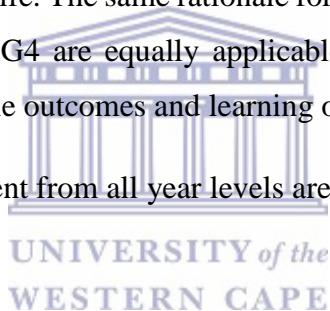 The same rationale for
G4 are equally applicable
e outcomes and learning o
ent from all year levels are
UNIVERSITY of the
WESTERN CAPE